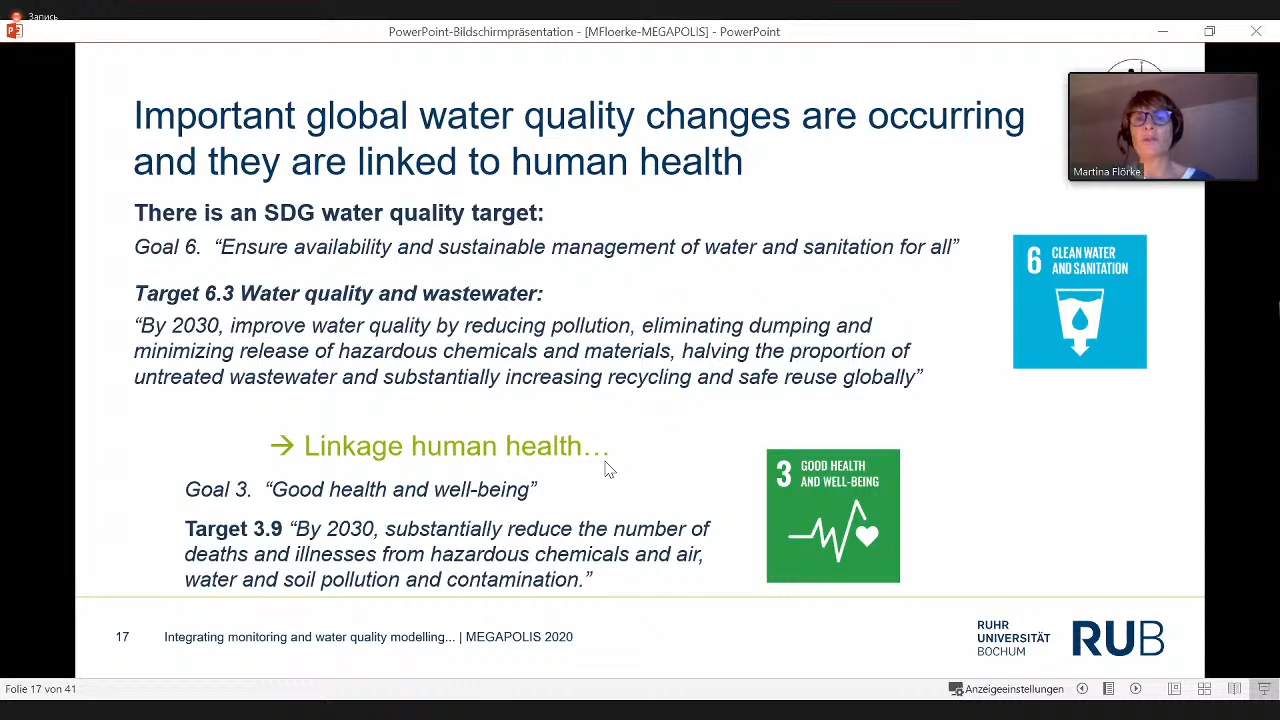 Запись
PowerPoint-Bildschirmpräsentation - [MFloerke-MEGAPOLIS] - PowerPoint
Important global water quality changes are occurring
and they are linked to human health
Martina Flörke
There is an SDG water quality target:
Goal 6. “Ensure availability and sustainable management of water and sanitation for all”
Target 6.3 Water quality and wastewater:
“By 2030, improve water quality by reducing pollution, eliminating dumping and
minimizing release of hazardous chemicals and materials, halving the proportion of
untreated wastewater and substantially increasing recycling and safe reuse globally”
6 CLEAN WATER
AND SANITATION
→ Linkage human health…
Goal 3. “Good health and well-being”
Target 3.9 “By 2030, substantially reduce the number of
deaths and illnesses from hazardous chemicals and air,
water and soil pollution and contamination.”
3 GOOD HEALTH
AND WELL-BEING
17 Integrating monitoring and water quality modelling... | MEGAPOLIS 2020
RUHR
UNIVERSITÄT
BOCHUM
RUB
Folie 17 von 41
Anzeigeeinstellungen